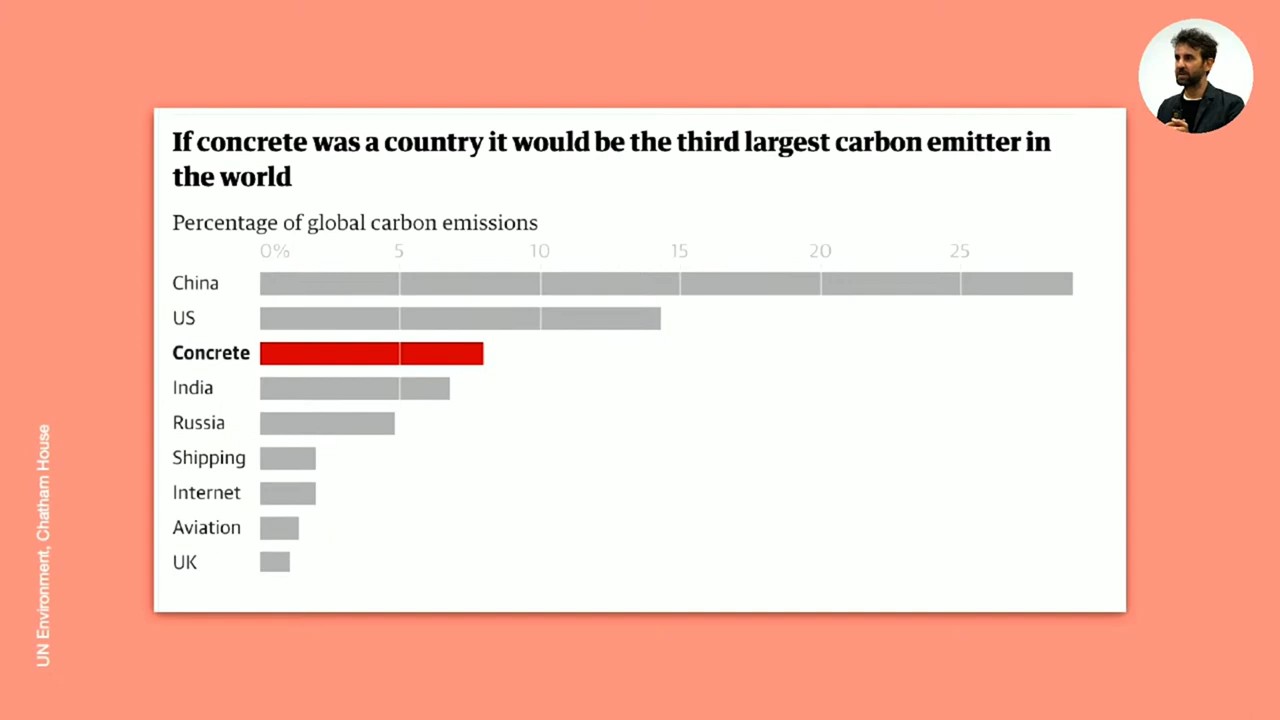 If concrete was a country it would be the third largest carbon emitter in
the world
Percentage of global carbon emissions
0% 5 10 15 20 25
China
US
Concrete
India
Russia
Shipping
Internet
Aviation
UK
UN Environment, Chatham House